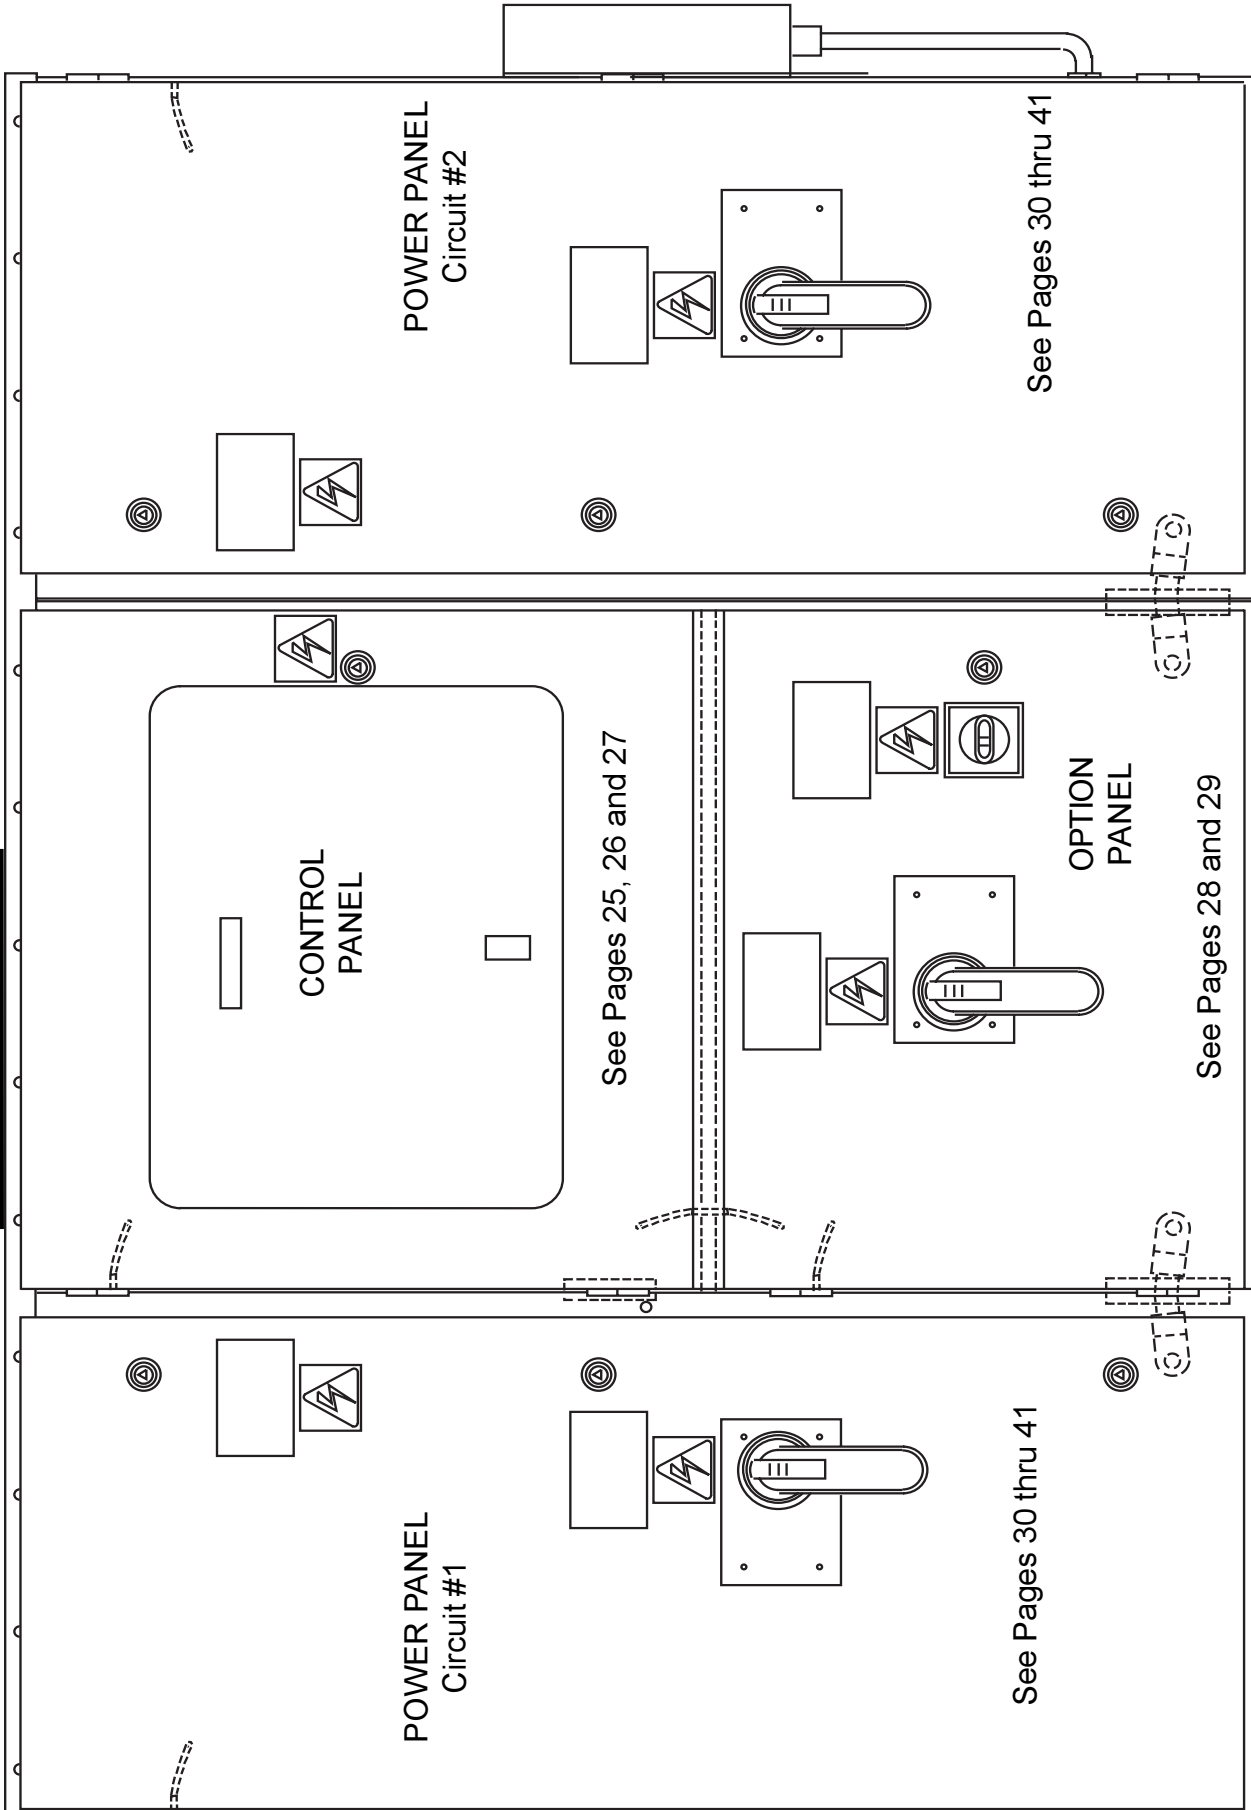 POWER PANEL
Circuit #1
See Pages 30 thru 41
CONTROL
PANEL
See Pages 25, 26 and 27
OPTION
PANEL
See Pages 28 and 29
POWER PANEL
Circuit #2
See Pages 30 thru 41